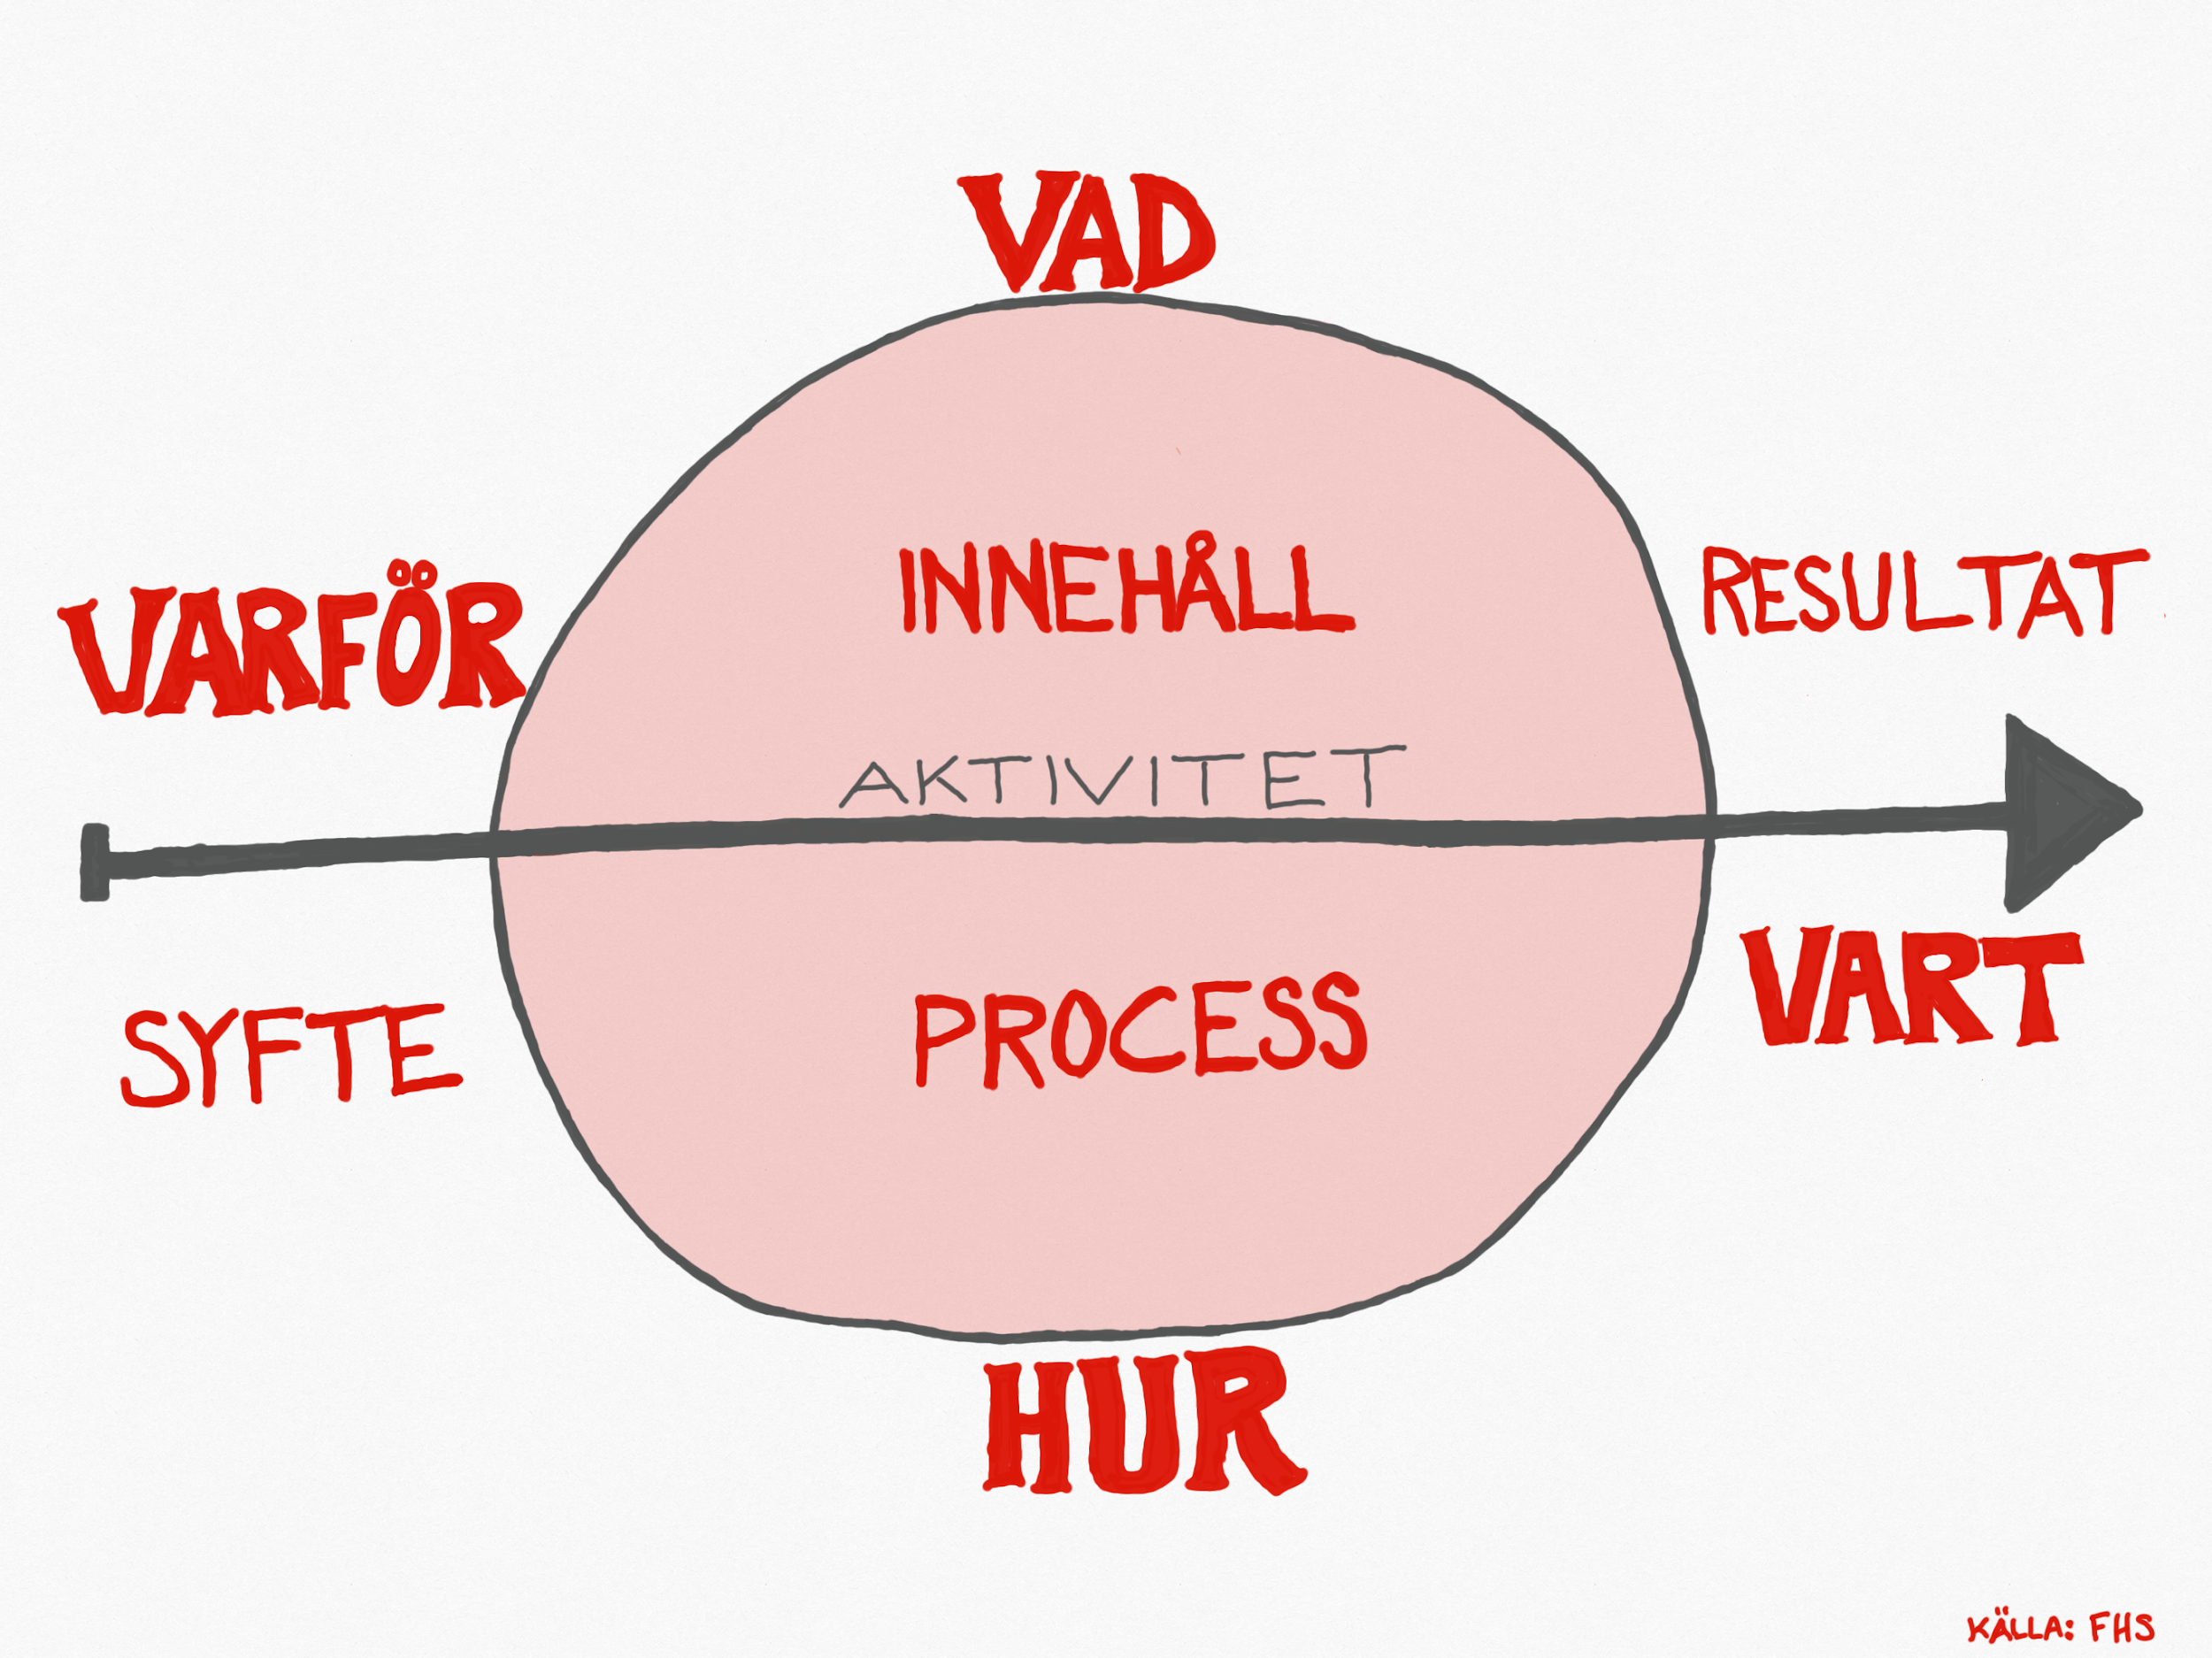 VAD
VARFÖR
INNEHÅLL
RESULTAT
AKTIVITET
SYFTE
PROCESS
VART
HUR
KÄLLA: FHS